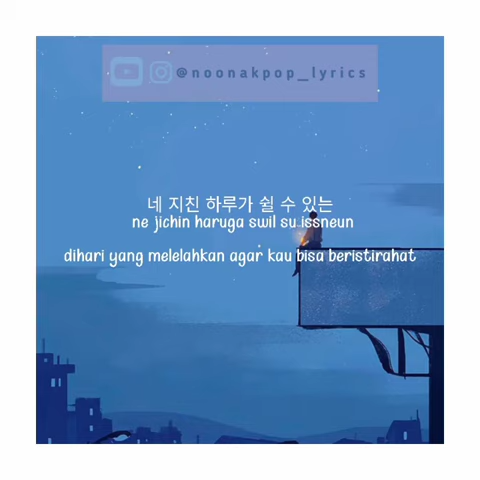 @noonakpop_lyrics
네 지친 하루가 쉴 수 있는
ne jichin haruga swil su issneun
dihari yang melelahkan agar kau bisa beristirahat